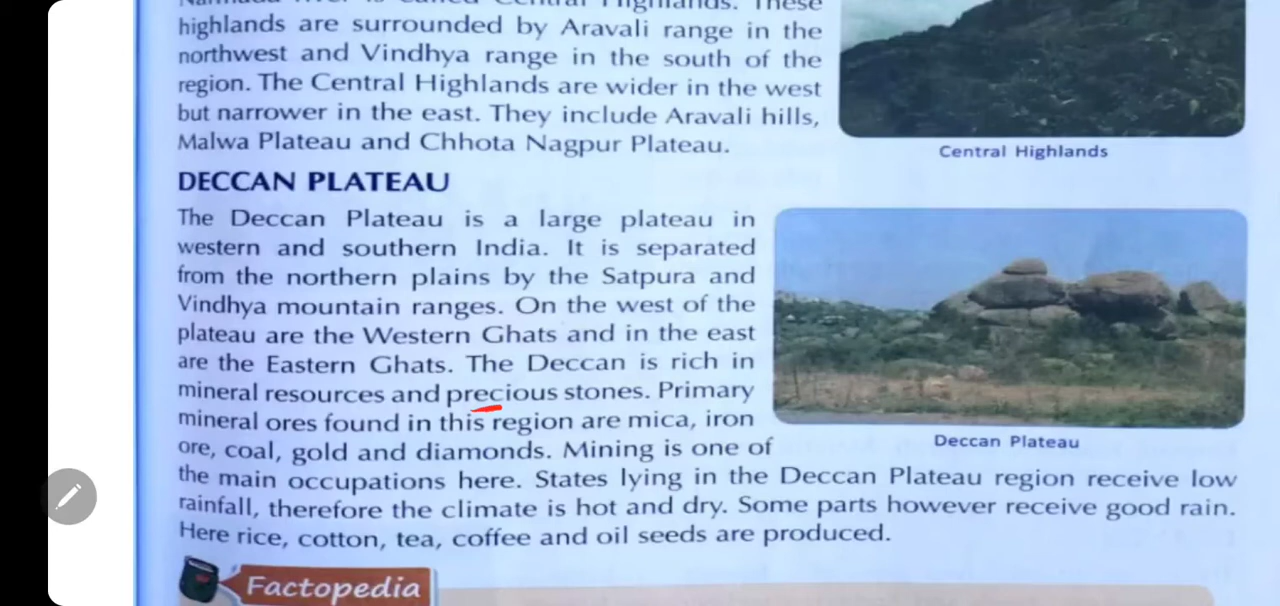 highlands are surrounded by Aravali range in the
northwest and Vindhya range in the south of the
region. The Central Highlands are wider in the west
but narrower in the east. They include Aravali hills,
Malwa Plateau and Chhota Nagpur Plateau.
Central Highlands
DECCAN PLATEAU
The Deccan Plateau is a large plateau in
western and southern India. It is separated
from the northern plains by the Satpura and
Vindhya mountain ranges. On the west of the
plateau are the Western Ghats and in the east
are the Eastern Ghats. The Deccan is rich in
mineral resources and precious stones. Primary
mineral ores found in this region are mica, iron
ore, coal, gold and diamonds. Mining is one of
Deccan Plateau
the main occupations here. States lying in the Deccan Plateau region receive low
rainfall, therefore the climate is hot and dry. Some parts however receive good rain.
Here rice, cotton, tea, coffee and oil seeds are produced.
Factopedia